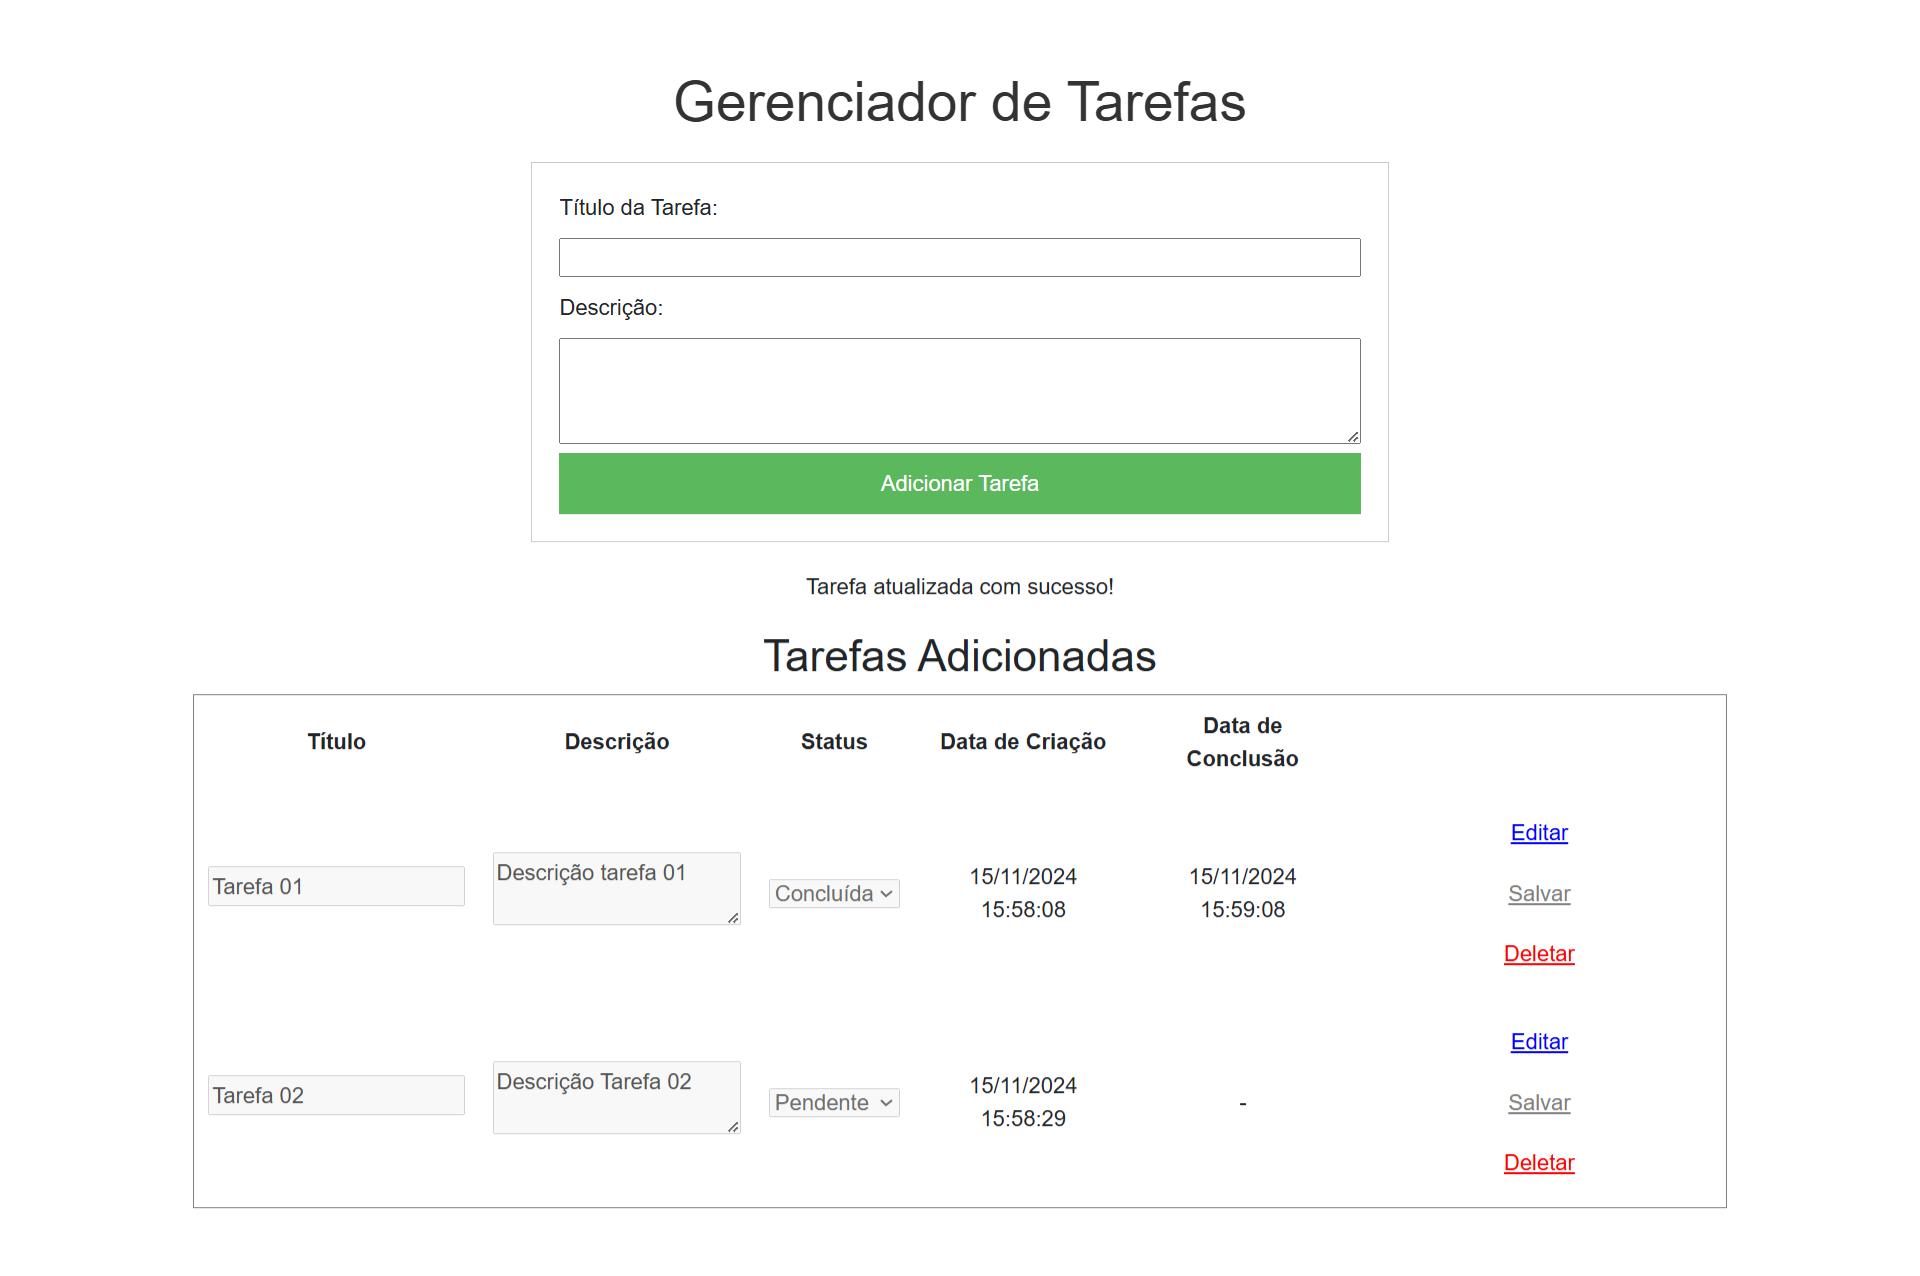 Gerenciador de Tarefas
Título da Tarefa:
Descrição:
Adicionar Tarefa
Tarefa atualizada com sucesso!
Tarefas Adicionadas
Título Descrição Status Data de Criação Data de Conclusão
Tarefa 01
Descrição tarefa 01
Concluída
15/11/2024
15:58:08
15/11/2024
15:59:08
Editar
Salvar
Deletar
Tarefa 02
Descrição Tarefa 02
Pendente
15/11/2024
15:58:29
-
Editar
Salvar
Deletar